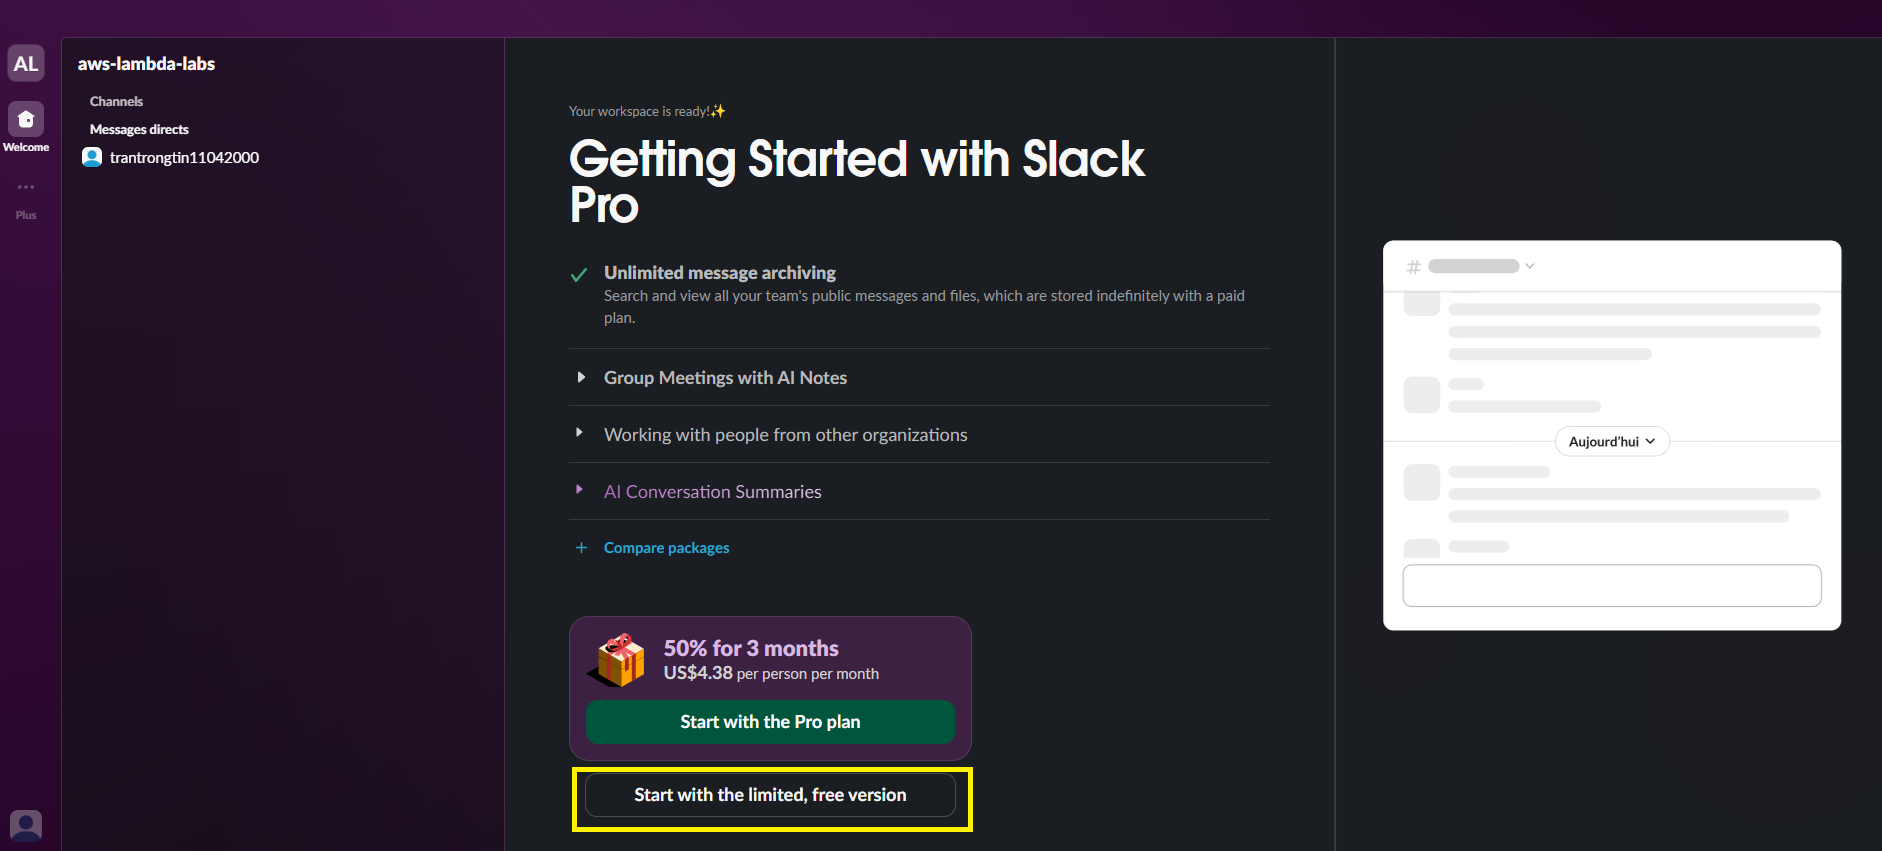 AL
Welcome
Plus
aws-lambda-labs
Channels
Messages directs
trantrongtin11042000
Your workspace is ready!✨
Getting Started with Slack
Pro
Unlimited message archiving
Search and view all your team's public messages and files, which are stored indefinitely with a paid
plan.
Group Meetings with AI Notes
Working with people from other organizations
AI Conversation Summaries
+ Compare packages
50% for 3 months
US$4.38 per person per month
Start with the Pro plan
Start with the limited, free version
#
Aujourd'hui